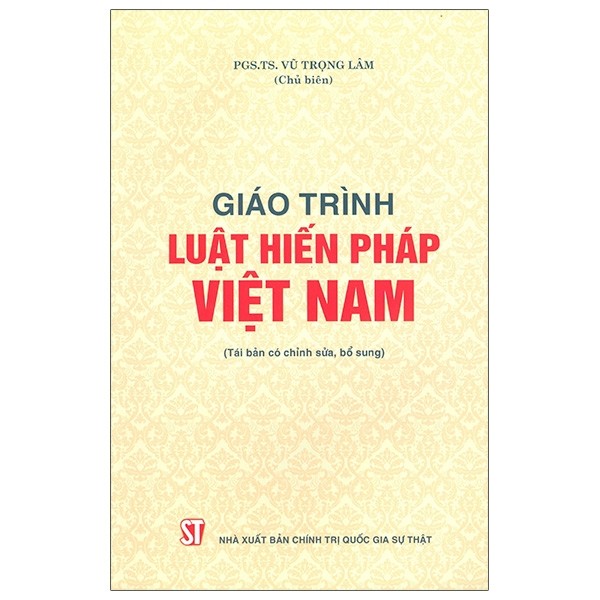 PGS.TS. VŨ TRỌNG LÂM
(Chủ biên)
GIÁO TRÌNH
LUẬT HIẾN PHÁP
VIỆT NAM
(Tái bản có chỉnh sửa, bổ sung)
ST
NHÀ XUẤT BẢN CHÍNH TRỊ QUỐC GIA SỰ THẬT